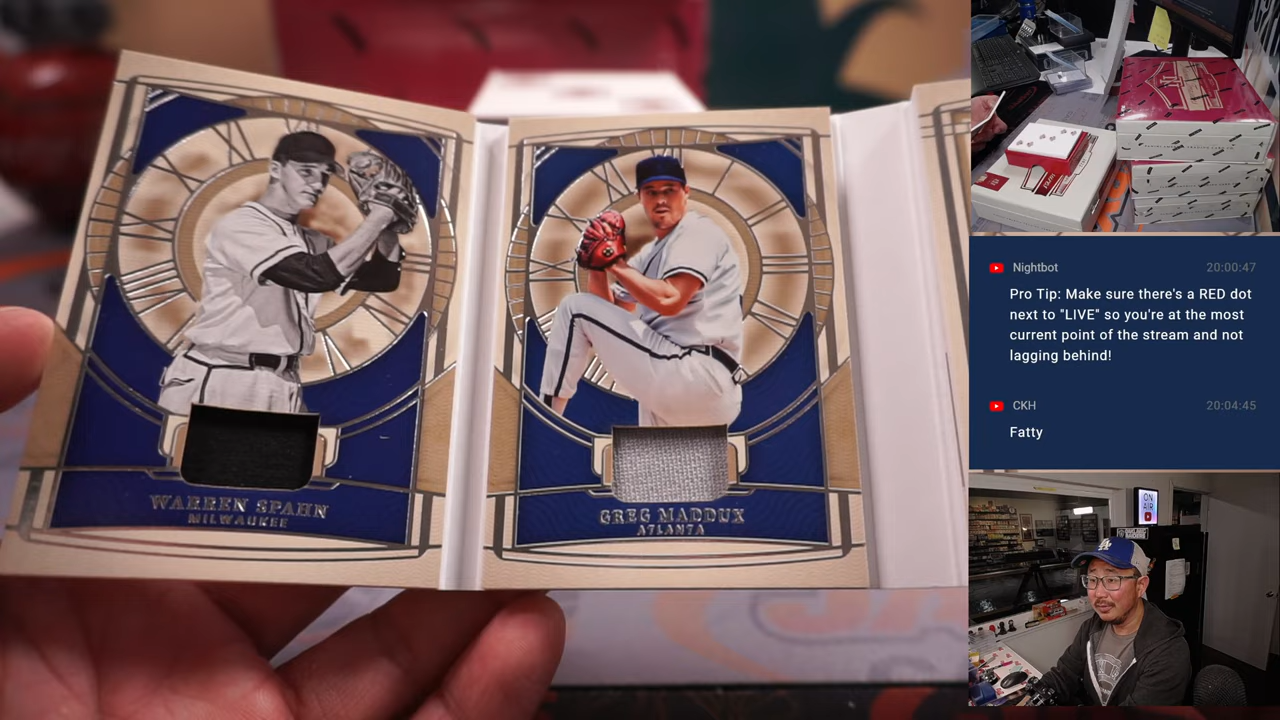 WARREN SPAHN
MILWAUKEE
GREG MADDUX
ATLANTA
Nightbot 20:00:47
Pro Tip: Make sure there's a RED dot
next to "LIVE" so you're at the most
current point of the stream and not
lagging behind!
CKH 20:04:45
Fatty
ON
AIR